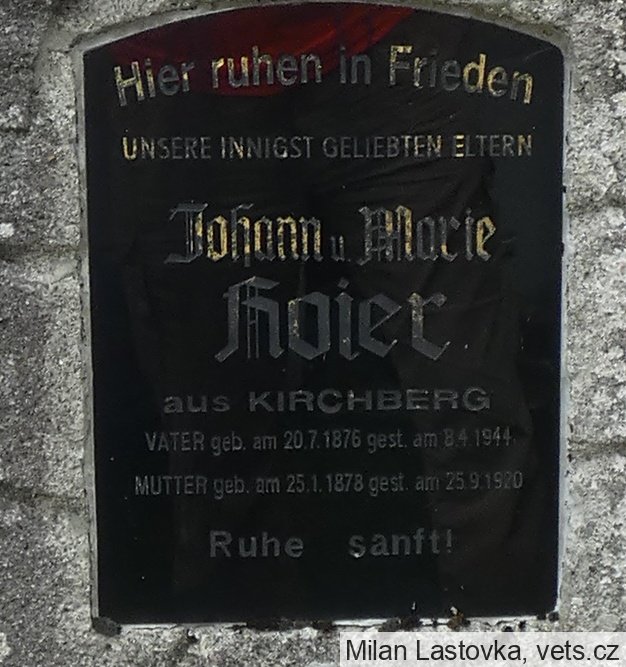 Hier ruhen in Frieden
UNSERE INNIGST GELIEBTEN ELTERN
Johann u. Marie
Hoier
aus KIRCHBERG
VATER geb. am 20.7.1876 gest. am 8.4.1944
MUTTER geb. am 25.1.1878 gest. am 25.9.1920
Ruhe sanft!
Milan Lastovka, vets.cz